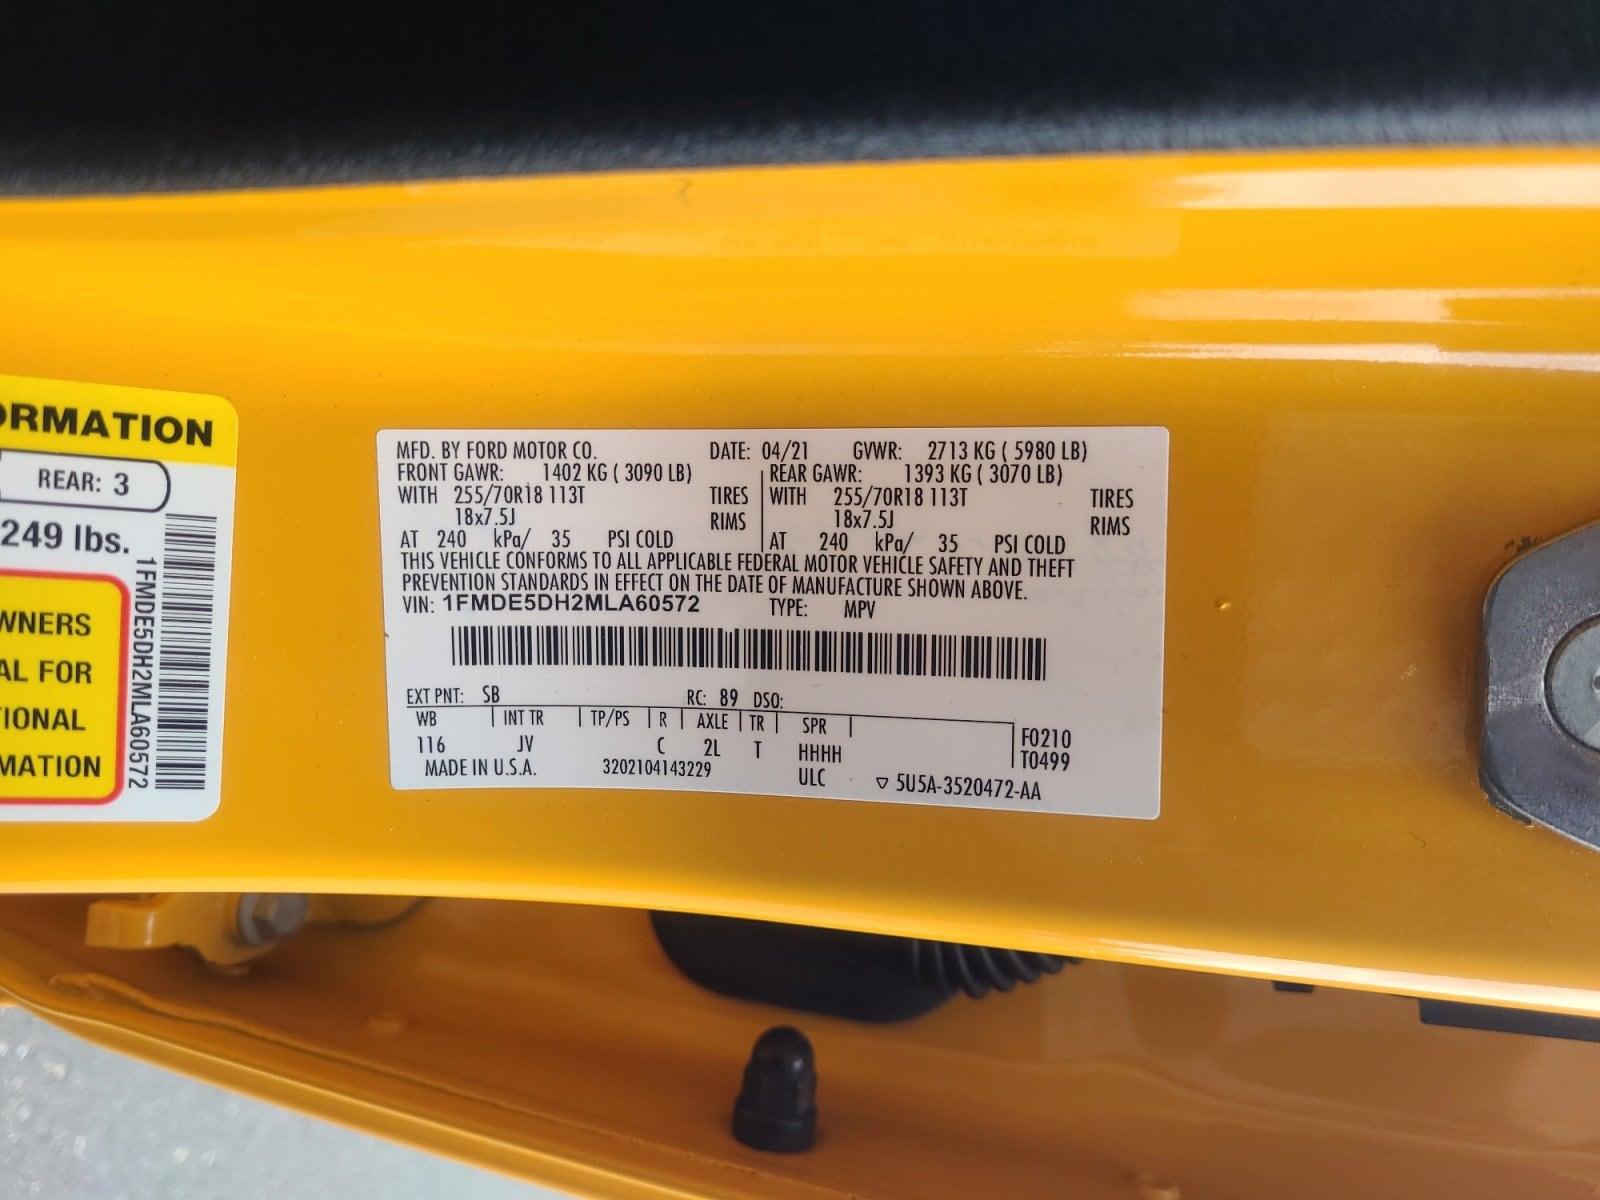 ORMATION
REAR: 3
249 lbs.
WNERS
AL FOR
TIONAL
MATION
1FMDE5DH2MLA60572
MFD. BY FORD MOTOR CO. DATE: 04/21 GVWR: 2713 KG ( 5980 LB)
FRONT GAWR: 1402 KG ( 3090 LB) REAR GAWR: 1393 KG ( 3070 LB)
WITH 255/70R18 113T TIRES WITH 255/70R18 113T TIRES
18x7.5J RIMS 18x7.5J RIMS
AT 240 kPa/ 35 PSI COLD AT 240 kPa/ 35 PSI COLD
THIS VEHICLE CONFORMS TO ALL APPLICABLE FEDERAL MOTOR VEHICLE SAFETY AND THEFT
PREVENTION STANDARDS IN EFFECT ON THE DATE OF MANUFACTURE SHOWN ABOVE.
VIN: 1FMDE5DH2MLA60572 TYPE: MPV
EXT PNT: SB RC: 89 DSO:
WB INT TR TP/PS R AXLE TR SPR F0210
116 JV C 2L T HHHH T0499
MADE IN U.S.A. 3202104143229 ULC ▽ 5U5A-3520472-AA